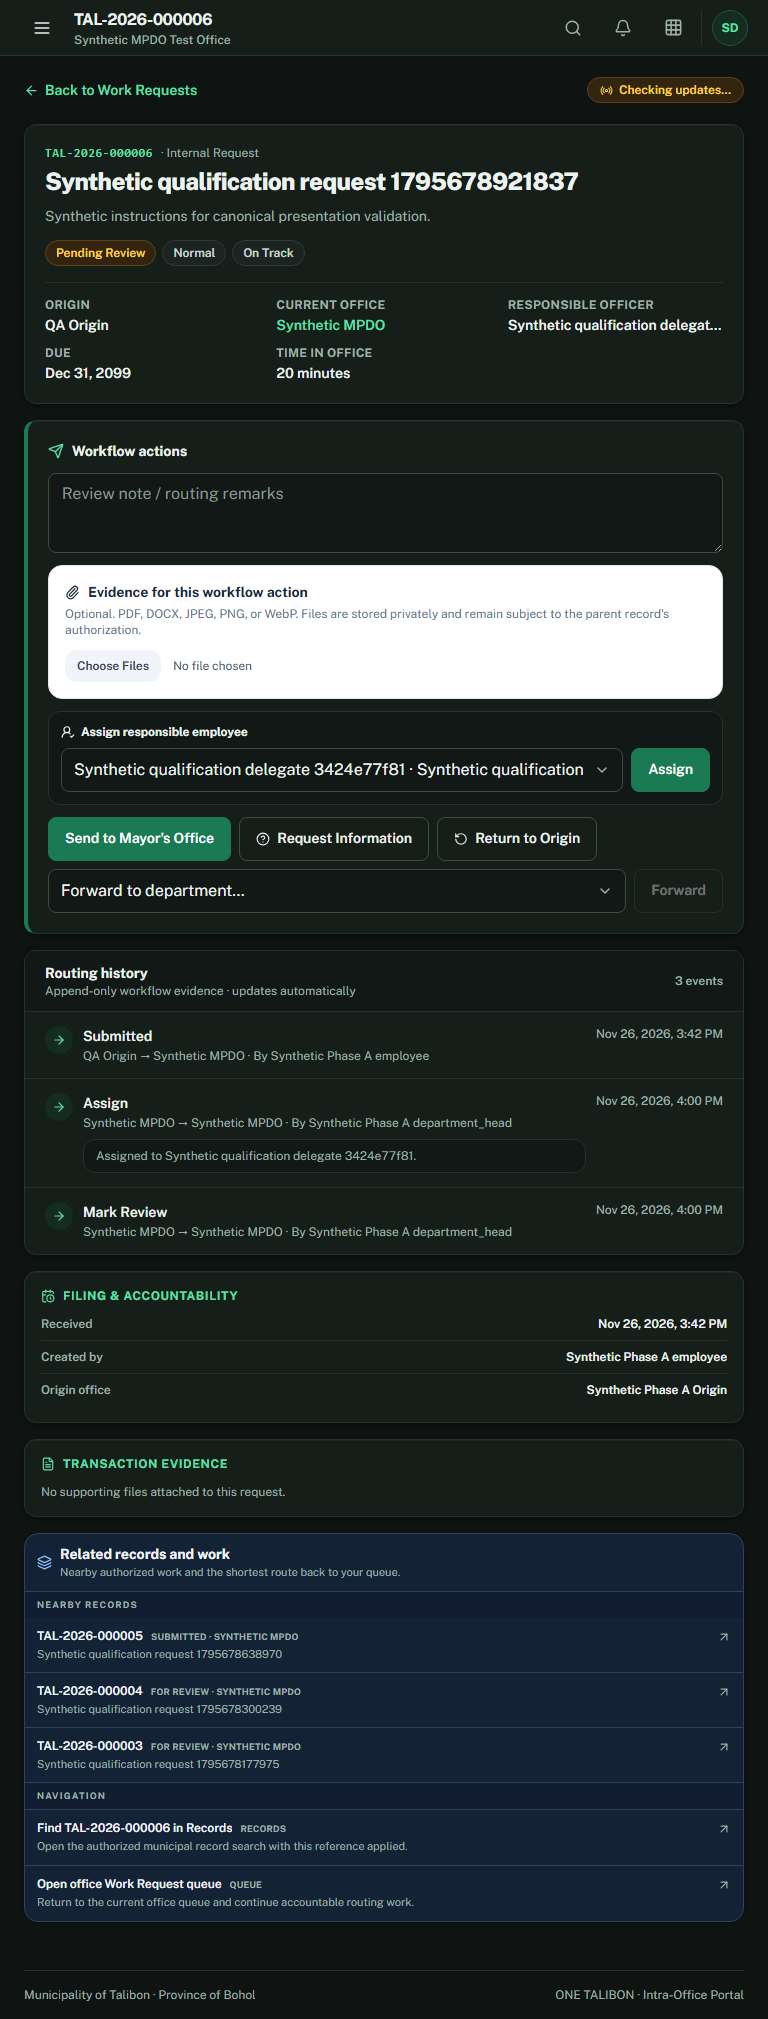 TAL-2026-000006
Synthetic MPDO Test Office
SD
← Back to Work Requests
Checking updates...
TAL-2026-000006 · Internal Request
Synthetic qualification request 1795678921837
Synthetic instructions for canonical presentation validation.
Pending Review
Normal
On Track
ORIGIN
QA Origin
CURRENT OFFICE
Synthetic MPDO
RESPONSIBLE OFFICER
Synthetic qualification delegat...
DUE
Dec 31, 2099
TIME IN OFFICE
20 minutes
Workflow actions
Review note / routing remarks
Evidence for this workflow action
Optional. PDF, DOCX, JPEG, PNG, or WebP. Files are stored privately and remain subject to the parent record's
authorization.
Choose Files
No file chosen
Assign responsible employee
Synthetic qualification delegate 3424e77f81 · Synthetic qualification
Assign
Send to Mayor's Office
Request Information
Return to Origin
Forward to department...
Forward
Routing history
Append-only workflow evidence · updates automatically
3 events
Submitted
Nov 26, 2026, 3:42 PM
QA Origin → Synthetic MPDO · By Synthetic Phase A employee
Assign
Nov 26, 2026, 4:00 PM
Synthetic MPDO → Synthetic MPDO · By Synthetic Phase A department_head
Assigned to Synthetic qualification delegate 3424e77f81.
Mark Review
Nov 26, 2026, 4:00 PM
Synthetic MPDO → Synthetic MPDO · By Synthetic Phase A department_head
FILING & ACCOUNTABILITY
Received
Nov 26, 2026, 3:42 PM
Created by
Synthetic Phase A employee
Origin office
Synthetic Phase A Origin
TRANSACTION EVIDENCE
No supporting files attached to this request.
Related records and work
Nearby authorized work and the shortest route back to your queue.
NEARBY RECORDS
TAL-2026-000005 SUBMITTED · SYNTHETIC MPDO
Synthetic qualification request 1795678638970
TAL-2026-000004 FOR REVIEW · SYNTHETIC MPDO
Synthetic qualification request 1795678300239
TAL-2026-000003 FOR REVIEW · SYNTHETIC MPDO
Synthetic qualification request 1795678177975
NAVIGATION
Find TAL-2026-000006 in Records RECORDS
Open the authorized municipal record search with this reference applied.
Open office Work Request queue QUEUE
Return to the current office queue and continue accountable routing work.
Municipality of Talibon · Province of Bohol
ONE TALIBON · Intra-Office Portal